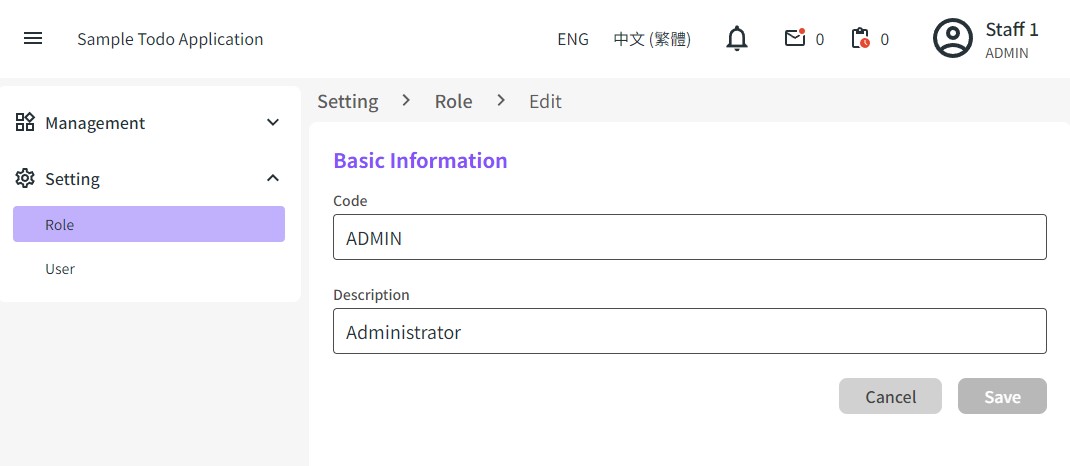 Sample Todo Application
ENG 中文 (繁體) 0 0
Staff 1
ADMIN
Management
Setting
Role
User
Setting > Role > Edit
Basic Information
Code
ADMIN
Description
Administrator
Cancel Save